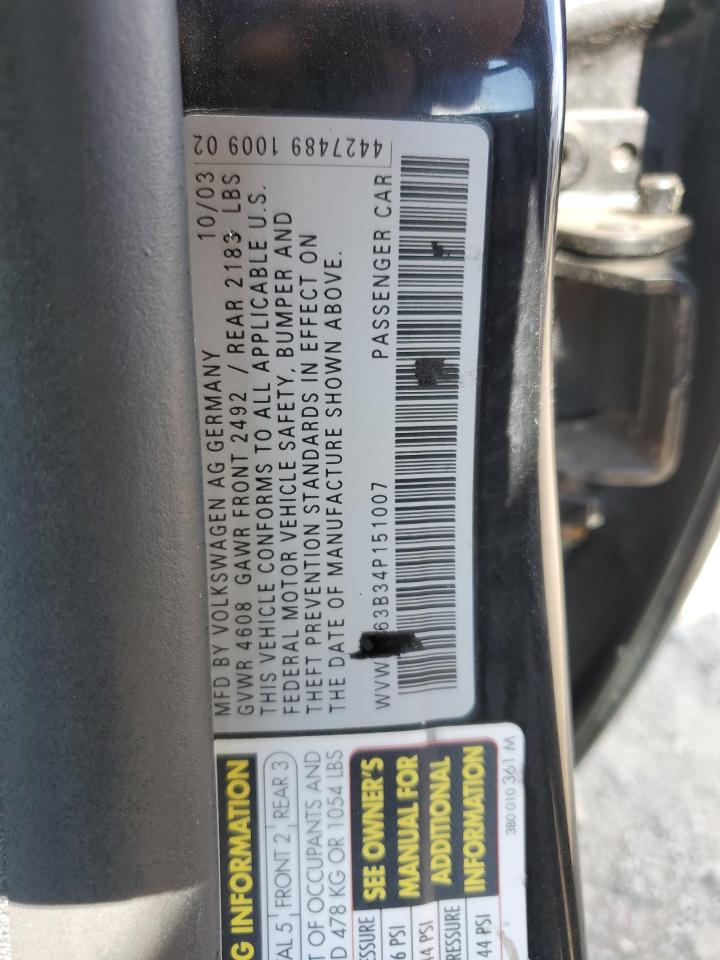 4427489 1009 02
MFD BY VOLKSWAGEN AG GERMANY 10/03
GVWR 4608 GAWR FRONT 2492 / REAR 2183 LBS
THIS VEHICLE CONFORMS TO ALL APPLICABLE U.S.
FEDERAL MOTOR VEHICLE SAFETY, BUMPER AND
THEFT PREVENTION STANDARDS IN EFFECT ON
THE DATE OF MANUFACTURE SHOWN ABOVE.
WVW 63B34P151007 PASSENGER CAR
G INFORMATION
AL 5 FRONT 2 REAR 3
T OF OCCUPANTS AND
D 478 KG OR 1054 LBS
ESSURE
6 PSI
4 PSI
RESSURE
44 PSI
SEE OWNER'S
MANUAL FOR
ADDITIONAL
INFORMATION
3B0 010 361 M